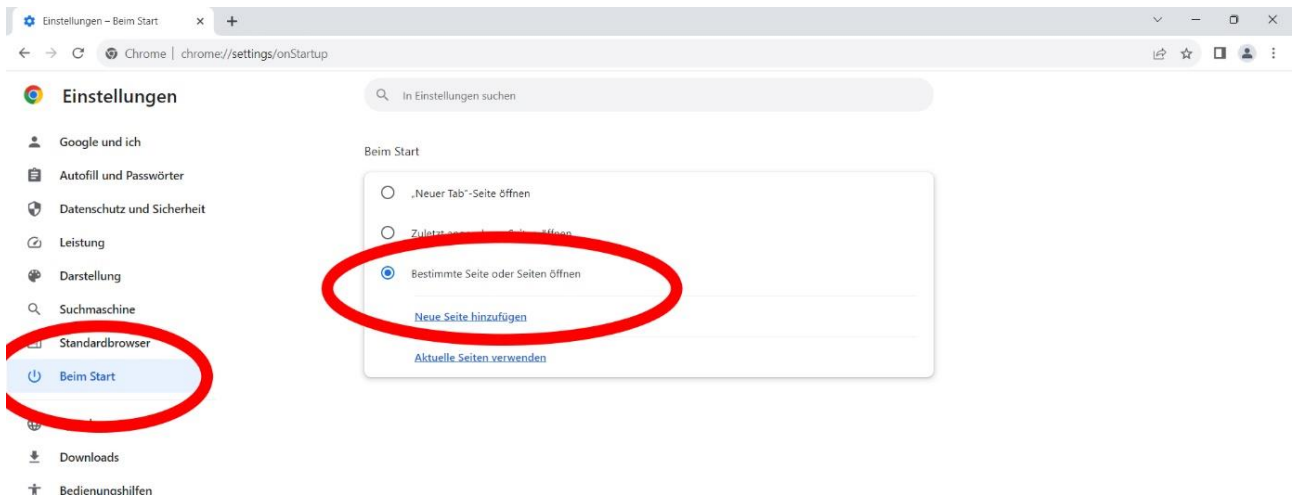 Einstellungen – Beim Start
Chrome | chrome://settings/onStartup
Einstellungen
In Einstellungen suchen
Google und ich
Autofill und Passwörter
Datenschutz und Sicherheit
Leistung
Darstellung
Suchmaschine
Standardbrowser
Beim Start
Downloads
Bedienungshilfen
Beim Start
„Neuer Tab“-Seite öffnen
Zuletzt
Bestimmte Seite oder Seiten öffnen
Neue Seite hinzufügen
Aktuelle Seiten verwenden